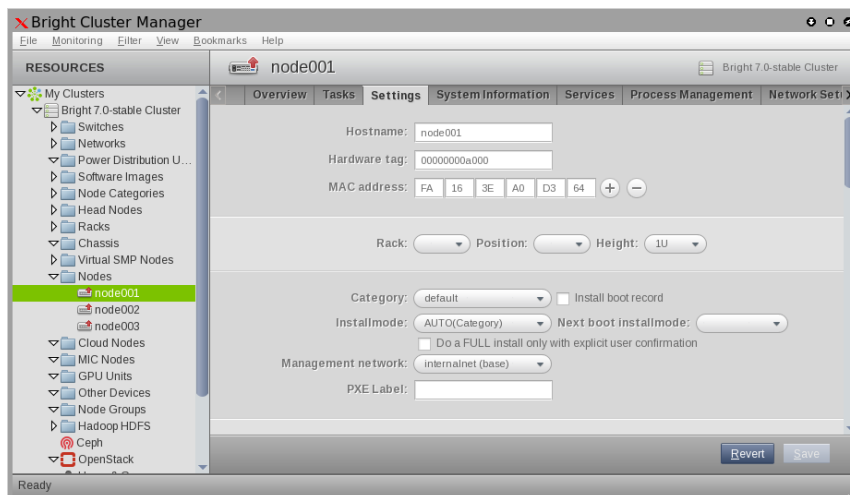 Bright Cluster Manager
File Monitoring Filter View Bookmarks Help
RESOURCES
My Clusters
Bright 7.0-stable Cluster
Switches
Networks
Power Distribution U...
Software Images
Node Categories
Head Nodes
Racks
Chassis
Virtual SMP Nodes
Nodes
node001
node002
node003
Cloud Nodes
MIC Nodes
GPU Units
Other Devices
Node Groups
Hadoop HDFS
Ceph
OpenStack
node001
Bright 7.0-stable Cluster
Overview Tasks Settings System Information Services Process Management Network Set
Hostname: node001
Hardware tag: 00000000a000
MAC address: FA 16 3E A0 D3 64
Rack: Position: Height: 1U
Category: default Install boot record
Installmode: AUTO(Category) Next boot installmode:
Do a FULL install only with explicit user confirmation
Management network: internalnet (base)
PXE Label:
Revert Save
Ready